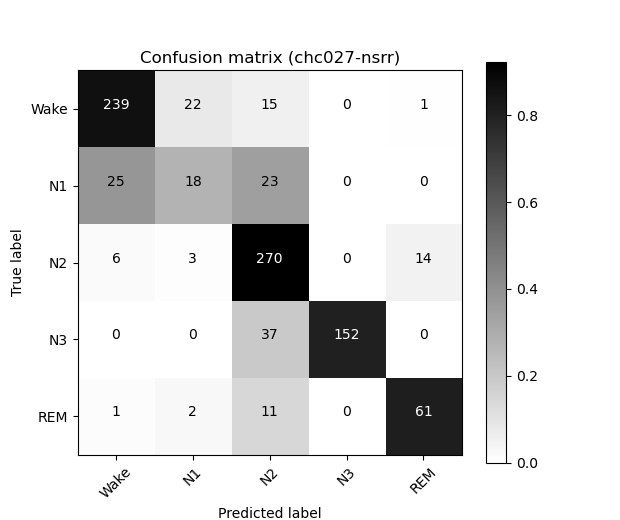 Confusion matrix (chc027-nsrr)
Wake 239 22 15 0 1
N1 25 18 23 0 0
N2 6 3 270 0 14
N3 0 0 37 152 0
REM 1 2 11 0 61
Wake N1 N2 N3 REM
Predicted label
True label
0.8
0.6
0.4
0.2
0.0